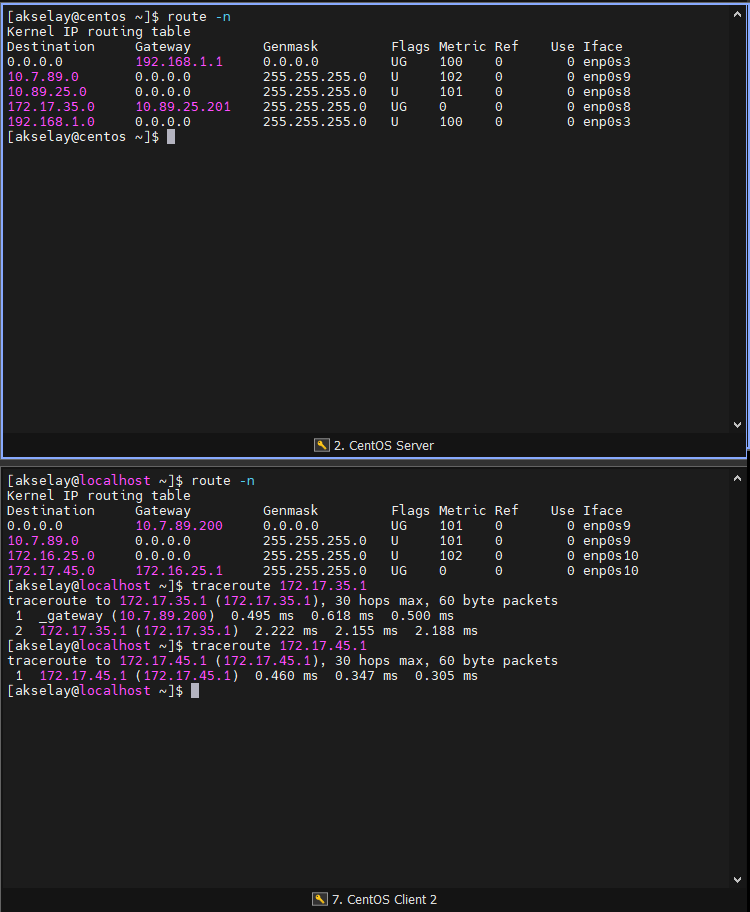 [akselay@centos ~]$ route -n
Kernel IP routing table
Destination     Gateway         Genmask         Flags Metric Ref    Use Iface
0.0.0.0         192.168.1.1     0.0.0.0         UG    100    0        0 enp0s3
10.7.89.0       0.0.0.0         255.255.255.0   U     102    0        0 enp0s9
10.89.25.0      0.0.0.0         255.255.255.0   U     101    0        0 enp0s8
172.17.35.0     10.89.25.201    255.255.255.0   UG    0      0        0 enp0s8
192.168.1.0     0.0.0.0         255.255.255.0   U     100    0        0 enp0s3
[akselay@centos ~]$
2. CentOS Server
[akselay@localhost ~]$ route -n
Kernel IP routing table
Destination     Gateway         Genmask         Flags Metric Ref    Use Iface
0.0.0.0         10.7.89.200     0.0.0.0         UG    101    0        0 enp0s9
10.7.89.0       0.0.0.0         255.255.255.0   U     101    0        0 enp0s9
172.16.25.0     0.0.0.0         255.255.255.0   U     102    0        0 enp0s10
172.17.45.0     172.16.25.1     255.255.255.0   UG    0      0        0 enp0s10
[akselay@localhost ~]$ traceroute 172.17.35.1
traceroute to 172.17.35.1 (172.17.35.1), 30 hops max, 60 byte packets
 1  _gateway (10.7.89.200)  0.495 ms  0.618 ms  0.500 ms
 2  172.17.35.1 (172.17.35.1)  2.222 ms  2.155 ms  2.188 ms
[akselay@localhost ~]$ traceroute 172.17.45.1
traceroute to 172.17.45.1 (172.17.45.1), 30 hops max, 60 byte packets
 1  172.17.45.1 (172.17.45.1)  0.460 ms  0.347 ms  0.305 ms
[akselay@localhost ~]$
7. CentOS Client 2